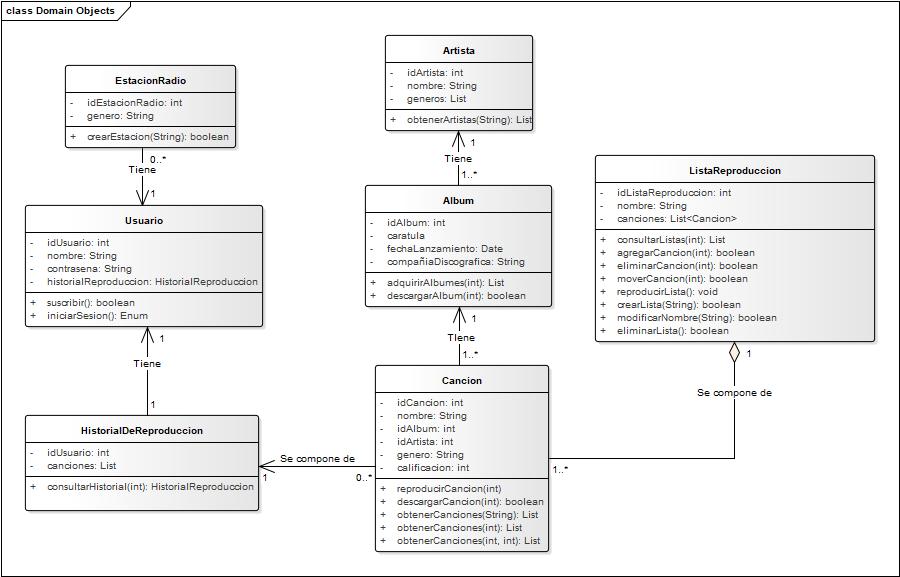 class Domain Objects
Artista
- idArtista: int
- nombre: String
- generos: List
+ obtenerArtistas(String): List
EstacionRadio
- idEstacionRadio: int
- genero: String
+ crearEstacion(String): boolean
0..*
Tiene
1
1
Tiene
1..*
Usuario
- idUsuario: int
- nombre: String
- contrasena: String
- historialReproduccion: HistorialReproduccion
+ suscribir(): boolean
+ iniciarSesion(): Enum
Album
- idAlbum: int
- caratula
- fechaLanzamiento: Date
- compañiaDiscografica: String
+ adquirirAlbumes(int): List
+ descargarAlbum(int): boolean
ListaReproduccion
- idListaReproduccion: int
- nombre: String
- canciones: List<Cancion>
+ consultarListas(int): List
+ agregarCancion(int): boolean
+ eliminarCancion(int): boolean
+ moverCancion(int): boolean
+ reproducirLista(): void
+ crearLista(String): boolean
+ modificarNombre(String): boolean
+ eliminarLista(): boolean
1
Tiene
1
1
TIene
1..*
1
Se compone de
1..*
HistorialDeReproduccion
- idUsuario: int
- canciones: List
+ consultarHistorial(int): HistorialReproduccion
Se compone de
1
0..*
Cancion
- idCancion: int
- nombre: String
- idAlbum: int
- idArtista: int
- genero: String
- calificacion: int
+ reproducirCancion(int)
+ descargarCancion(int): boolean
+ obtenerCanciones(String): List
+ obtenerCanciones(int): List
+ obtenerCanciones(int, int): List